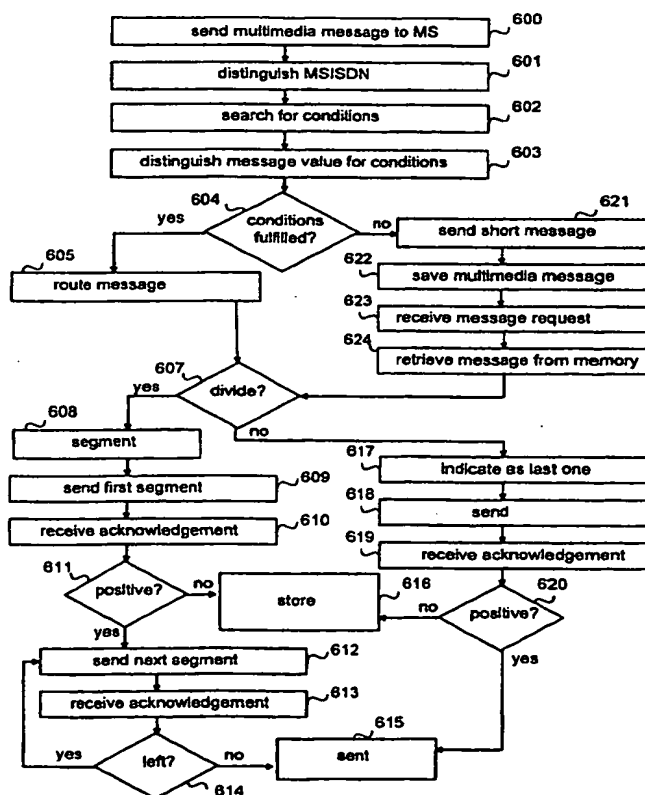 send multimedia message to MS 600
distinguish MSISDN 601
search for conditions 602
distinguish message value for conditions 603
604 conditions fulfilled?
yes
no
621
send short message
605
route message
622
save multimedia message
623
receive message request
624
retrieve message from memory
607 divide?
yes
no
608
segment
617
indicate as last one
send first segment 609
618
send
receive acknowledgement 610
619
receive acknowledgement
611 positive?
no
yes
616
store
620
positive?
no
yes
send next segment 612
receive acknowledgement 613
615
sent
left?
yes
no
614